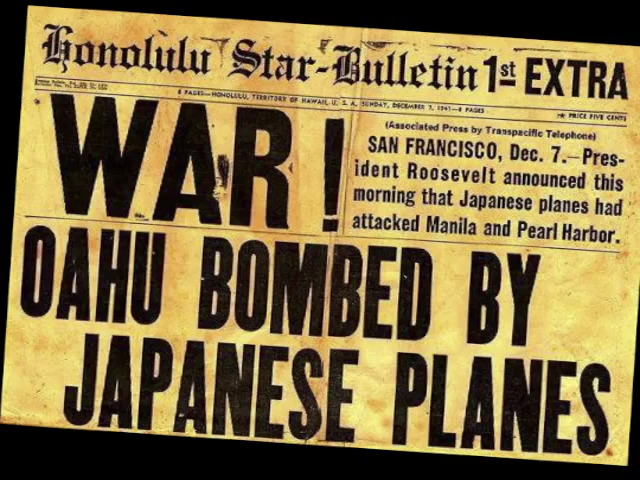 Honolulu Star-Bulletin 1st EXTRA
8 PAGES—HONOLULU, TERRITORY OF HAWAII, U. S. A., SUNDAY, DECEMBER 7, 1941—8 PAGES
★ PRICE FIVE CENTS
WAR!
(Associated Press by Transpacific Telephone)
SAN FRANCISCO, Dec. 7.—Pres-
ident Roosevelt announced this
morning that Japanese planes had
attacked Manila and Pearl Harbor.
OAHU BOMBED BY
JAPANESE PLANES